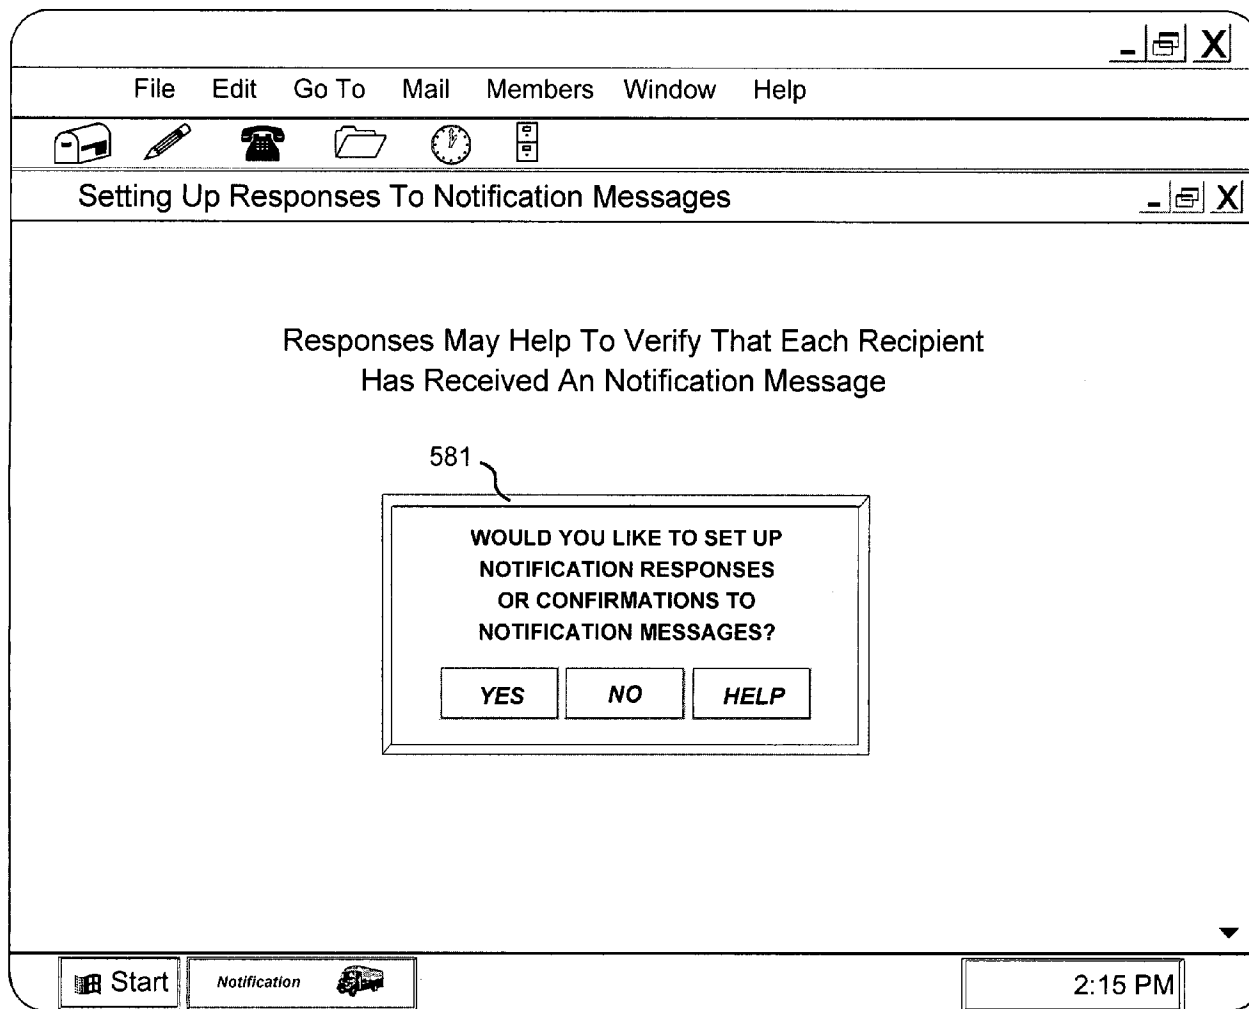 File Edit Go To Mail Members Window Help
Setting Up Responses To Notification Messages
Responses May Help To Verify That Each Recipient
Has Received An Notification Message
581
WOULD YOU LIKE TO SET UP
NOTIFICATION RESPONSES
OR CONFIRMATIONS TO
NOTIFICATION MESSAGES?
YES NO HELP
Start Notification 2:15 PM